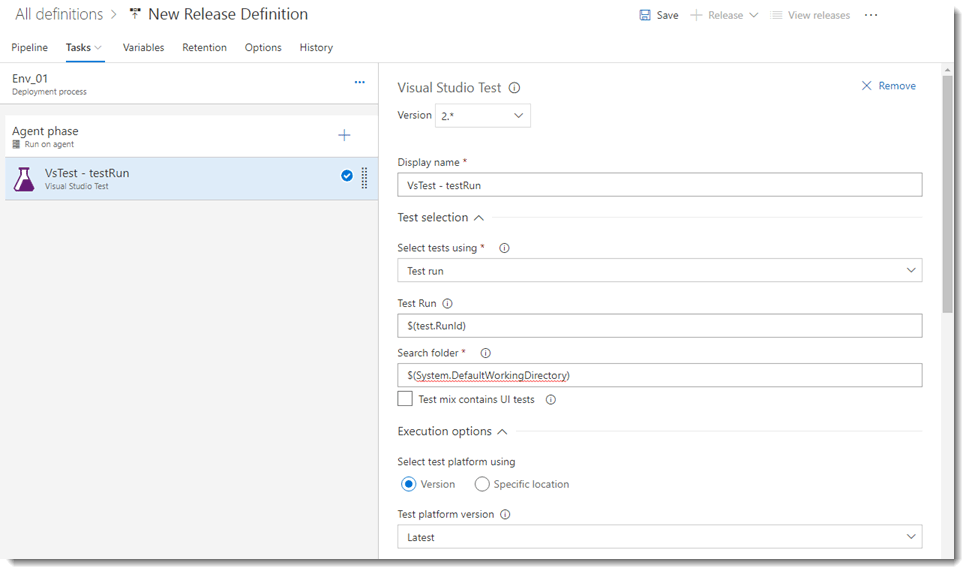 All definitions > New Release Definition
Save Release View releases ...
Pipeline Tasks Variables Retention Options History
Env_01
Deployment process
Agent phase
Run on agent
VsTest - testRun
Visual Studio Test
Visual Studio Test
Remove
Version 2.*
Display name *
VsTest - testRun
Test selection
Select tests using *
Test run
Test Run
$(test.RunId)
Search folder *
$(System.DefaultWorkingDirectory)
Test mix contains UI tests
Execution options
Select test platform using
Version Specific location
Test platform version
Latest